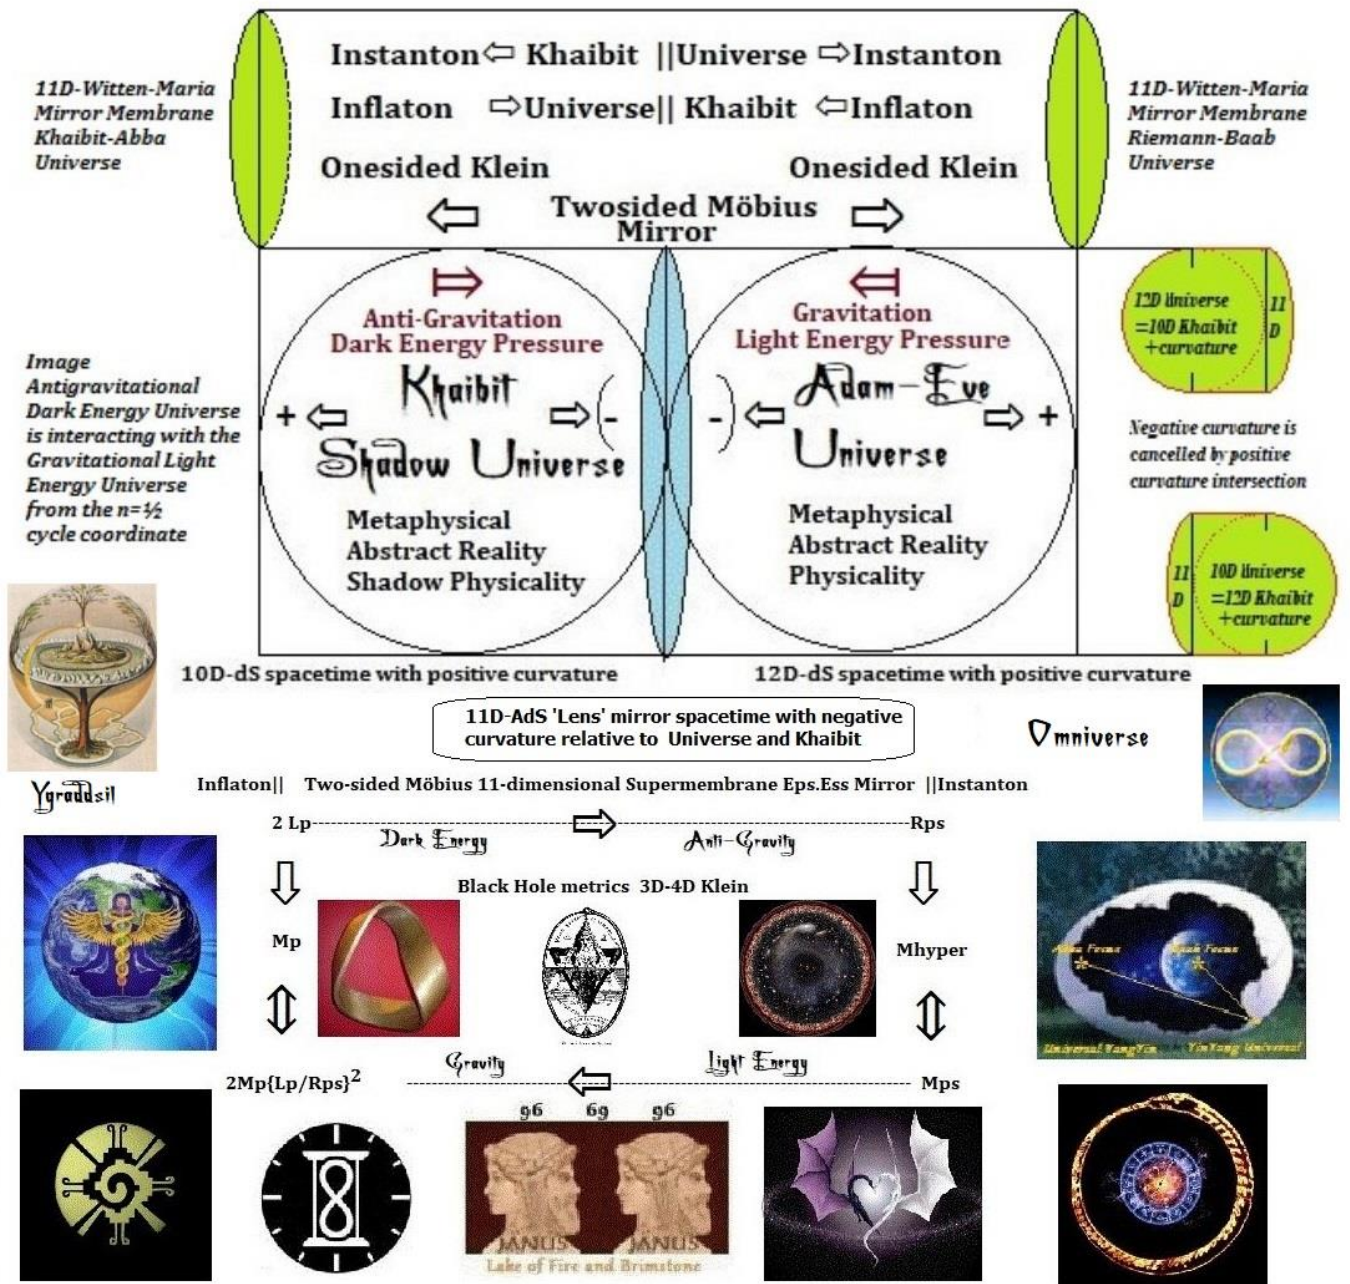 Instanton⇦ Khaibit ||Universe ⇨Instanton
Inflaton ⇨Universe|| Khaibit ⇦Inflaton
Onesided Klein Onesided Klein
Twosided Möbius
Mirror
11D-Witten-Maria
Mirror Membrane
Khaibit-Abba
Universe
11D-Witten-Maria
Mirror Membrane
Riemann-Baab
Universe
Anti-Gravitation
Dark Energy Pressure
Khaibit
+ ⇦ ⇨ ( -
Shadow Universe
Metaphysical
Abstract Reality
Shadow Physicality
Gravitation
Light Energy Pressure
Adam-Eve
- ) ⇦ ⇨ +
Universe
Metaphysical
Abstract Reality
Physicality
Image
Antigravitational
Dark Energy Universe
is interacting with the
Gravitational Light
Energy Universe
from the n=½
cycle coordinate
12D Universe
=10D Khaibit
+curvature
11
D
Negative curvature is
cancelled by positive
curvature intersection
11
D
10D Universe
=12D Khaibit
+curvature
10D-dS spacetime with positive curvature
12D-dS spacetime with positive curvature
11D-AdS 'Lens' mirror spacetime with negative
curvature relative to Universe and Khaibit
Omniverse
Ygraddsil
Inflaton|| Two-sided Möbius 11-dimensional Supermembrane Eps.Ess Mirror ||Instanton
2 Lp Rps
Dark Energy Anti-Gravity
Black Hole metrics 3D-4D Klein
Mp
Mhyper
Gravity Light Energy
2Mp{Lp/Rps}²
Mps
96 69 96
JANUS JANUS
Lake of Fire and Brimstone
Universal YangYin YinYang Universal